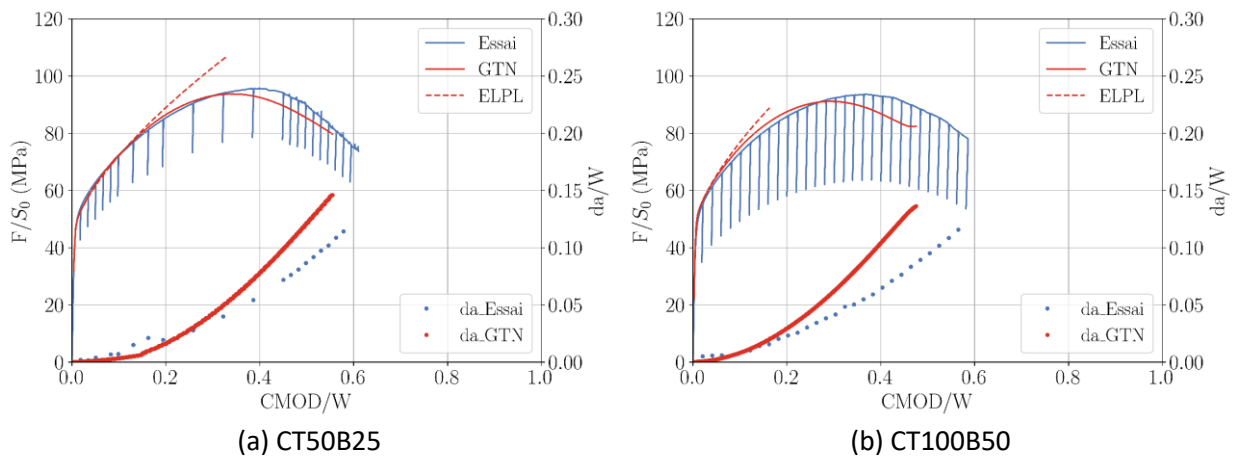 120
100
80
60
40
20
0
F/S₀ (MPa)
0.30
0.25
0.20
0.15
0.10
0.05
0.00
da/W
Essai
GTN
ELPL
da_Essai
da_GTN
0.0 0.2 0.4 0.6 0.8 1.0
CMOD/W
(a) CT50B25
120
100
80
60
40
20
0
F/S₀ (MPa)
0.30
0.25
0.20
0.15
0.10
0.05
0.00
da/W
Essai
GTN
ELPL
da_Essai
da_GTN
0.0 0.2 0.4 0.6 0.8 1.0
CMOD/W
(b) CT100B50